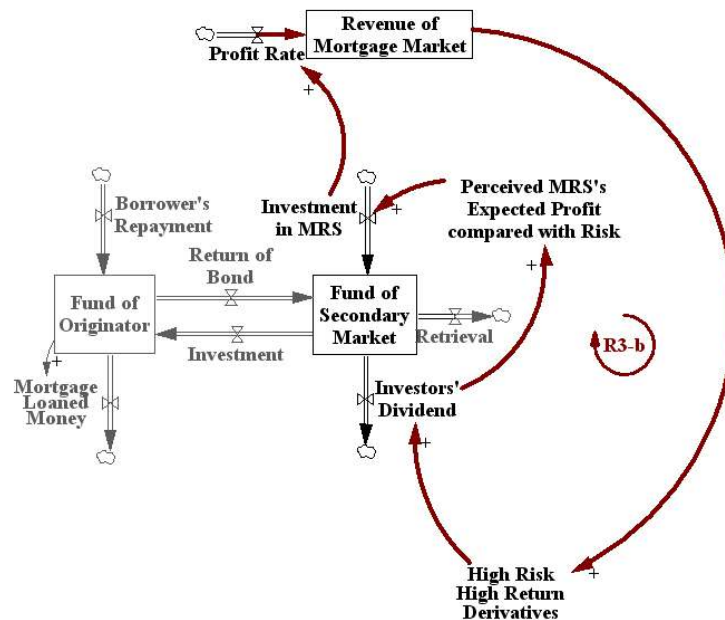 Revenue of
Mortgage Market
Profit Rate
+
Borrower's
Repayment
Investment
in MRS
+
Perceived MRS's
Expected Profit
compared with Risk
+
Return of
Bond
Fund of
Originator
Fund of
Secondary
Market
Retrieval
Investment
R3-b
+
Mortgage
Loaned
Money
Investors'
Dividend
+
High Risk
High Return
Derivatives
+